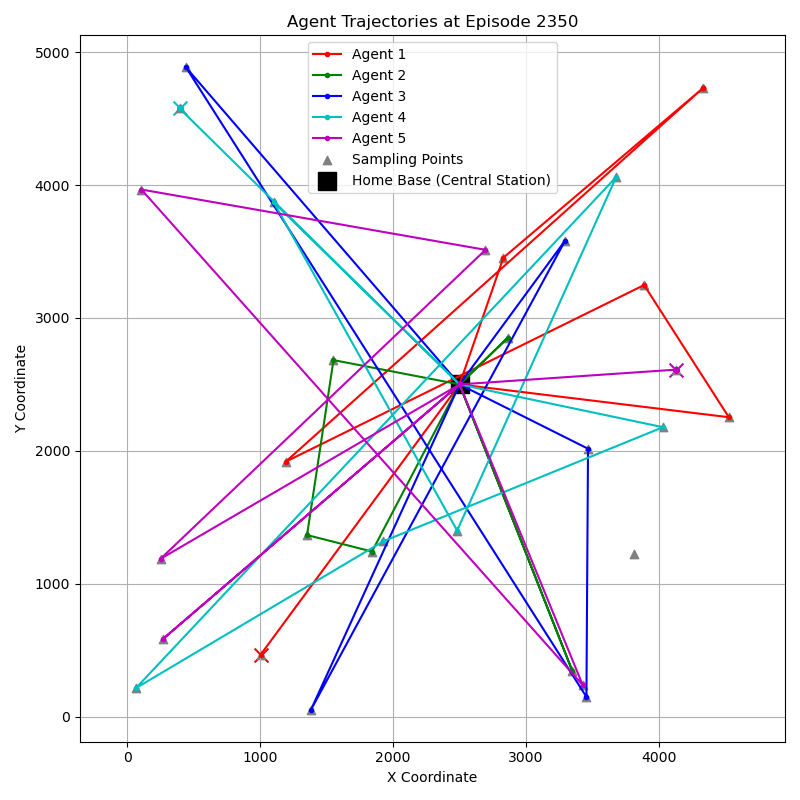 Agent Trajectories at Episode 2350
Agent 1
Agent 2
Agent 3
Agent 4
Agent 5
Sampling Points
Home Base (Central Station)
5000
4000
3000
2000
1000
0
Y Coordinate
0 1000 2000 3000 4000
X Coordinate